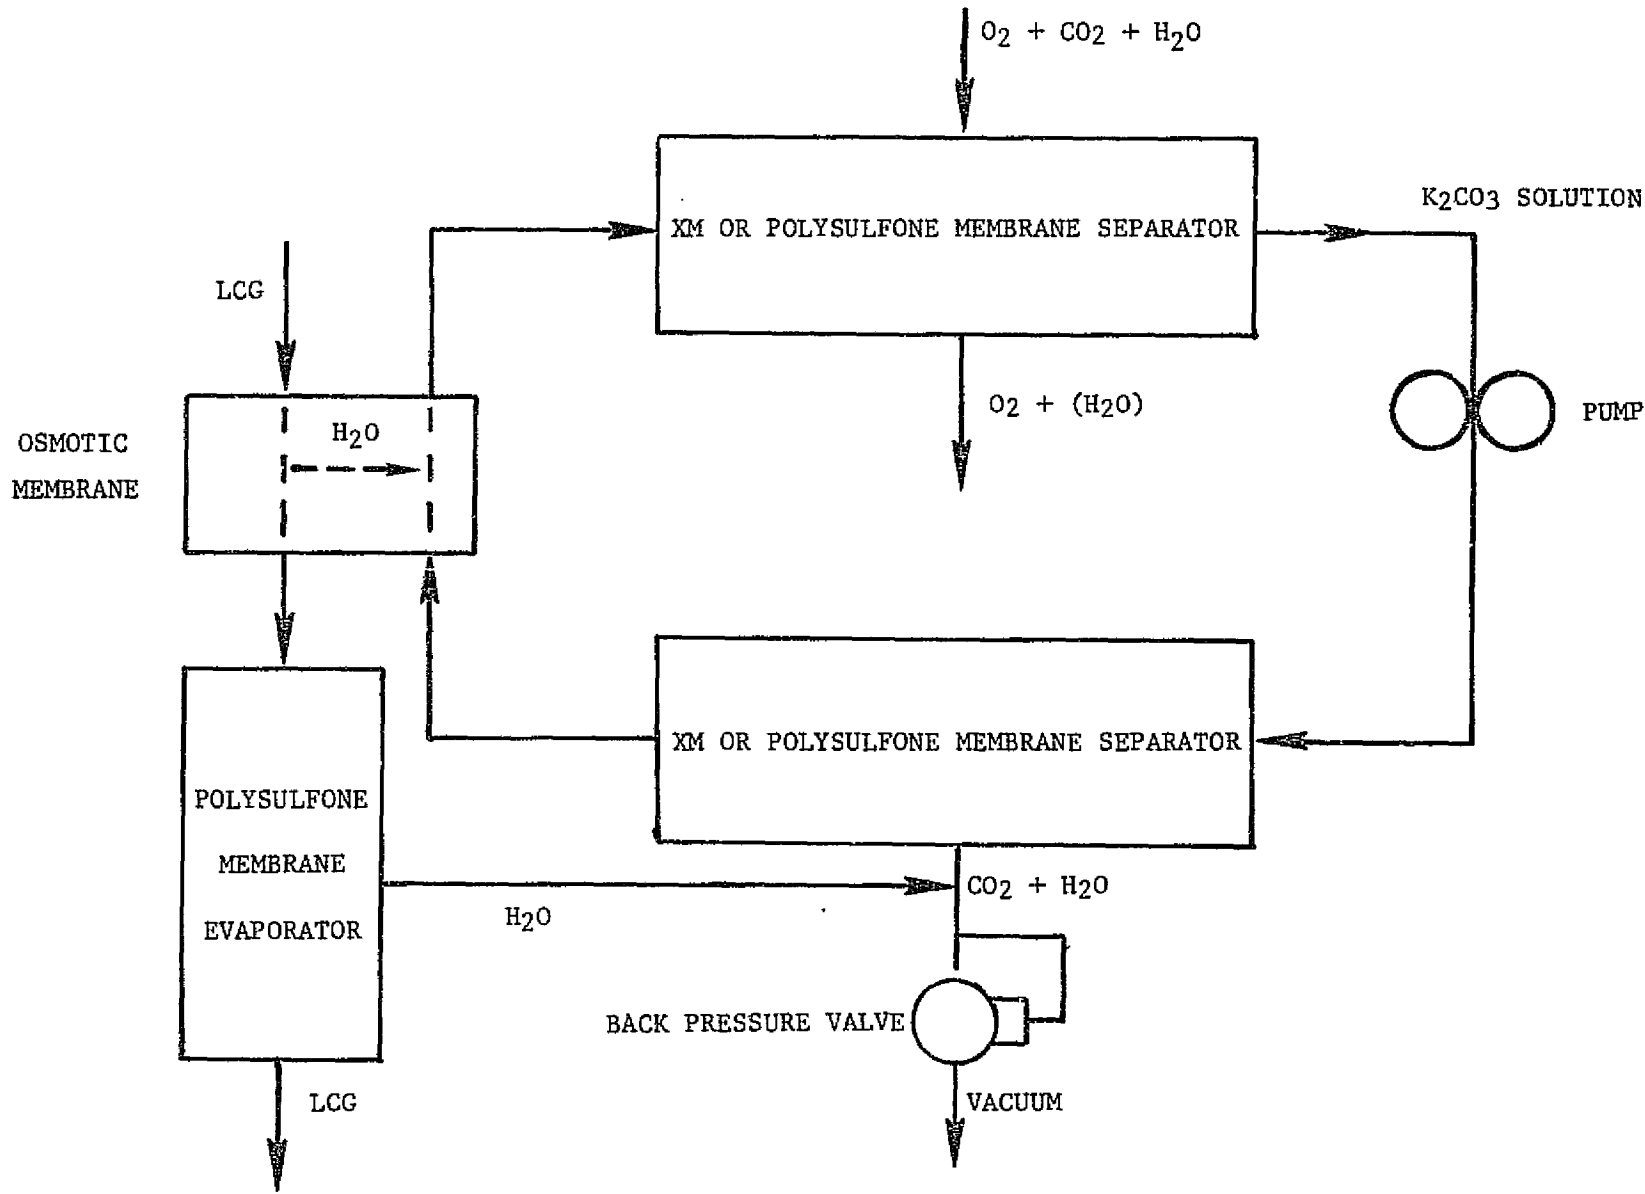 O2 + CO2 + H2O
K2CO3 SOLUTION
XM OR POLYSULFONE MEMBRANE SEPARATOR
LCG
O2 + (H2O)
PUMP
H2O
OSMOTIC
MEMBRANE
XM OR POLYSULFONE MEMBRANE SEPARATOR
POLYSULFONE
MEMBRANE
EVAPORATOR
CO2 + H2O
H2O
BACK PRESSURE VALVE
LCG
VACUUM